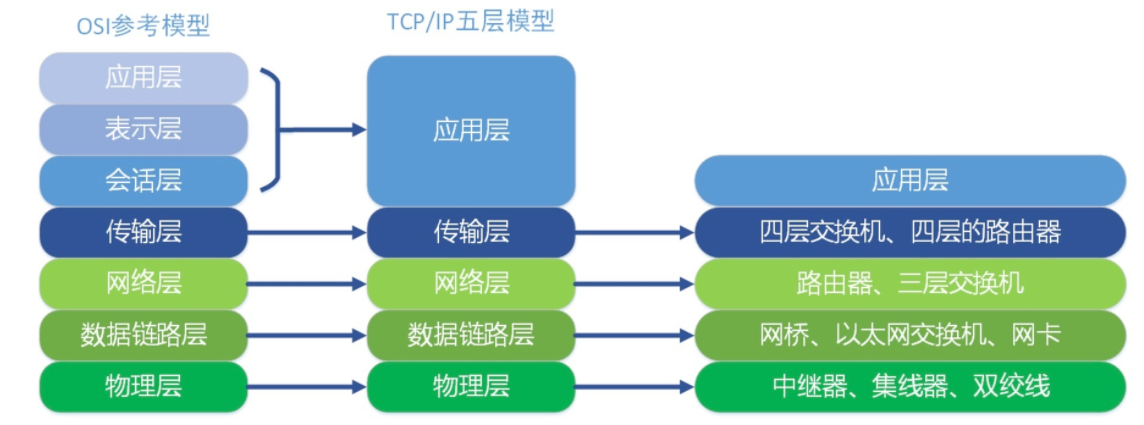 OSI参考模型
应用层
表示层
会话层
传输层
网络层
数据链路层
物理层
TCP/IP五层模型
应用层
传输层
网络层
数据链路层
物理层
应用层
四层交换机、四层的路由器
路由器、三层交换机
网桥、以太网交换机、网卡
中继器、集线器、双绞线